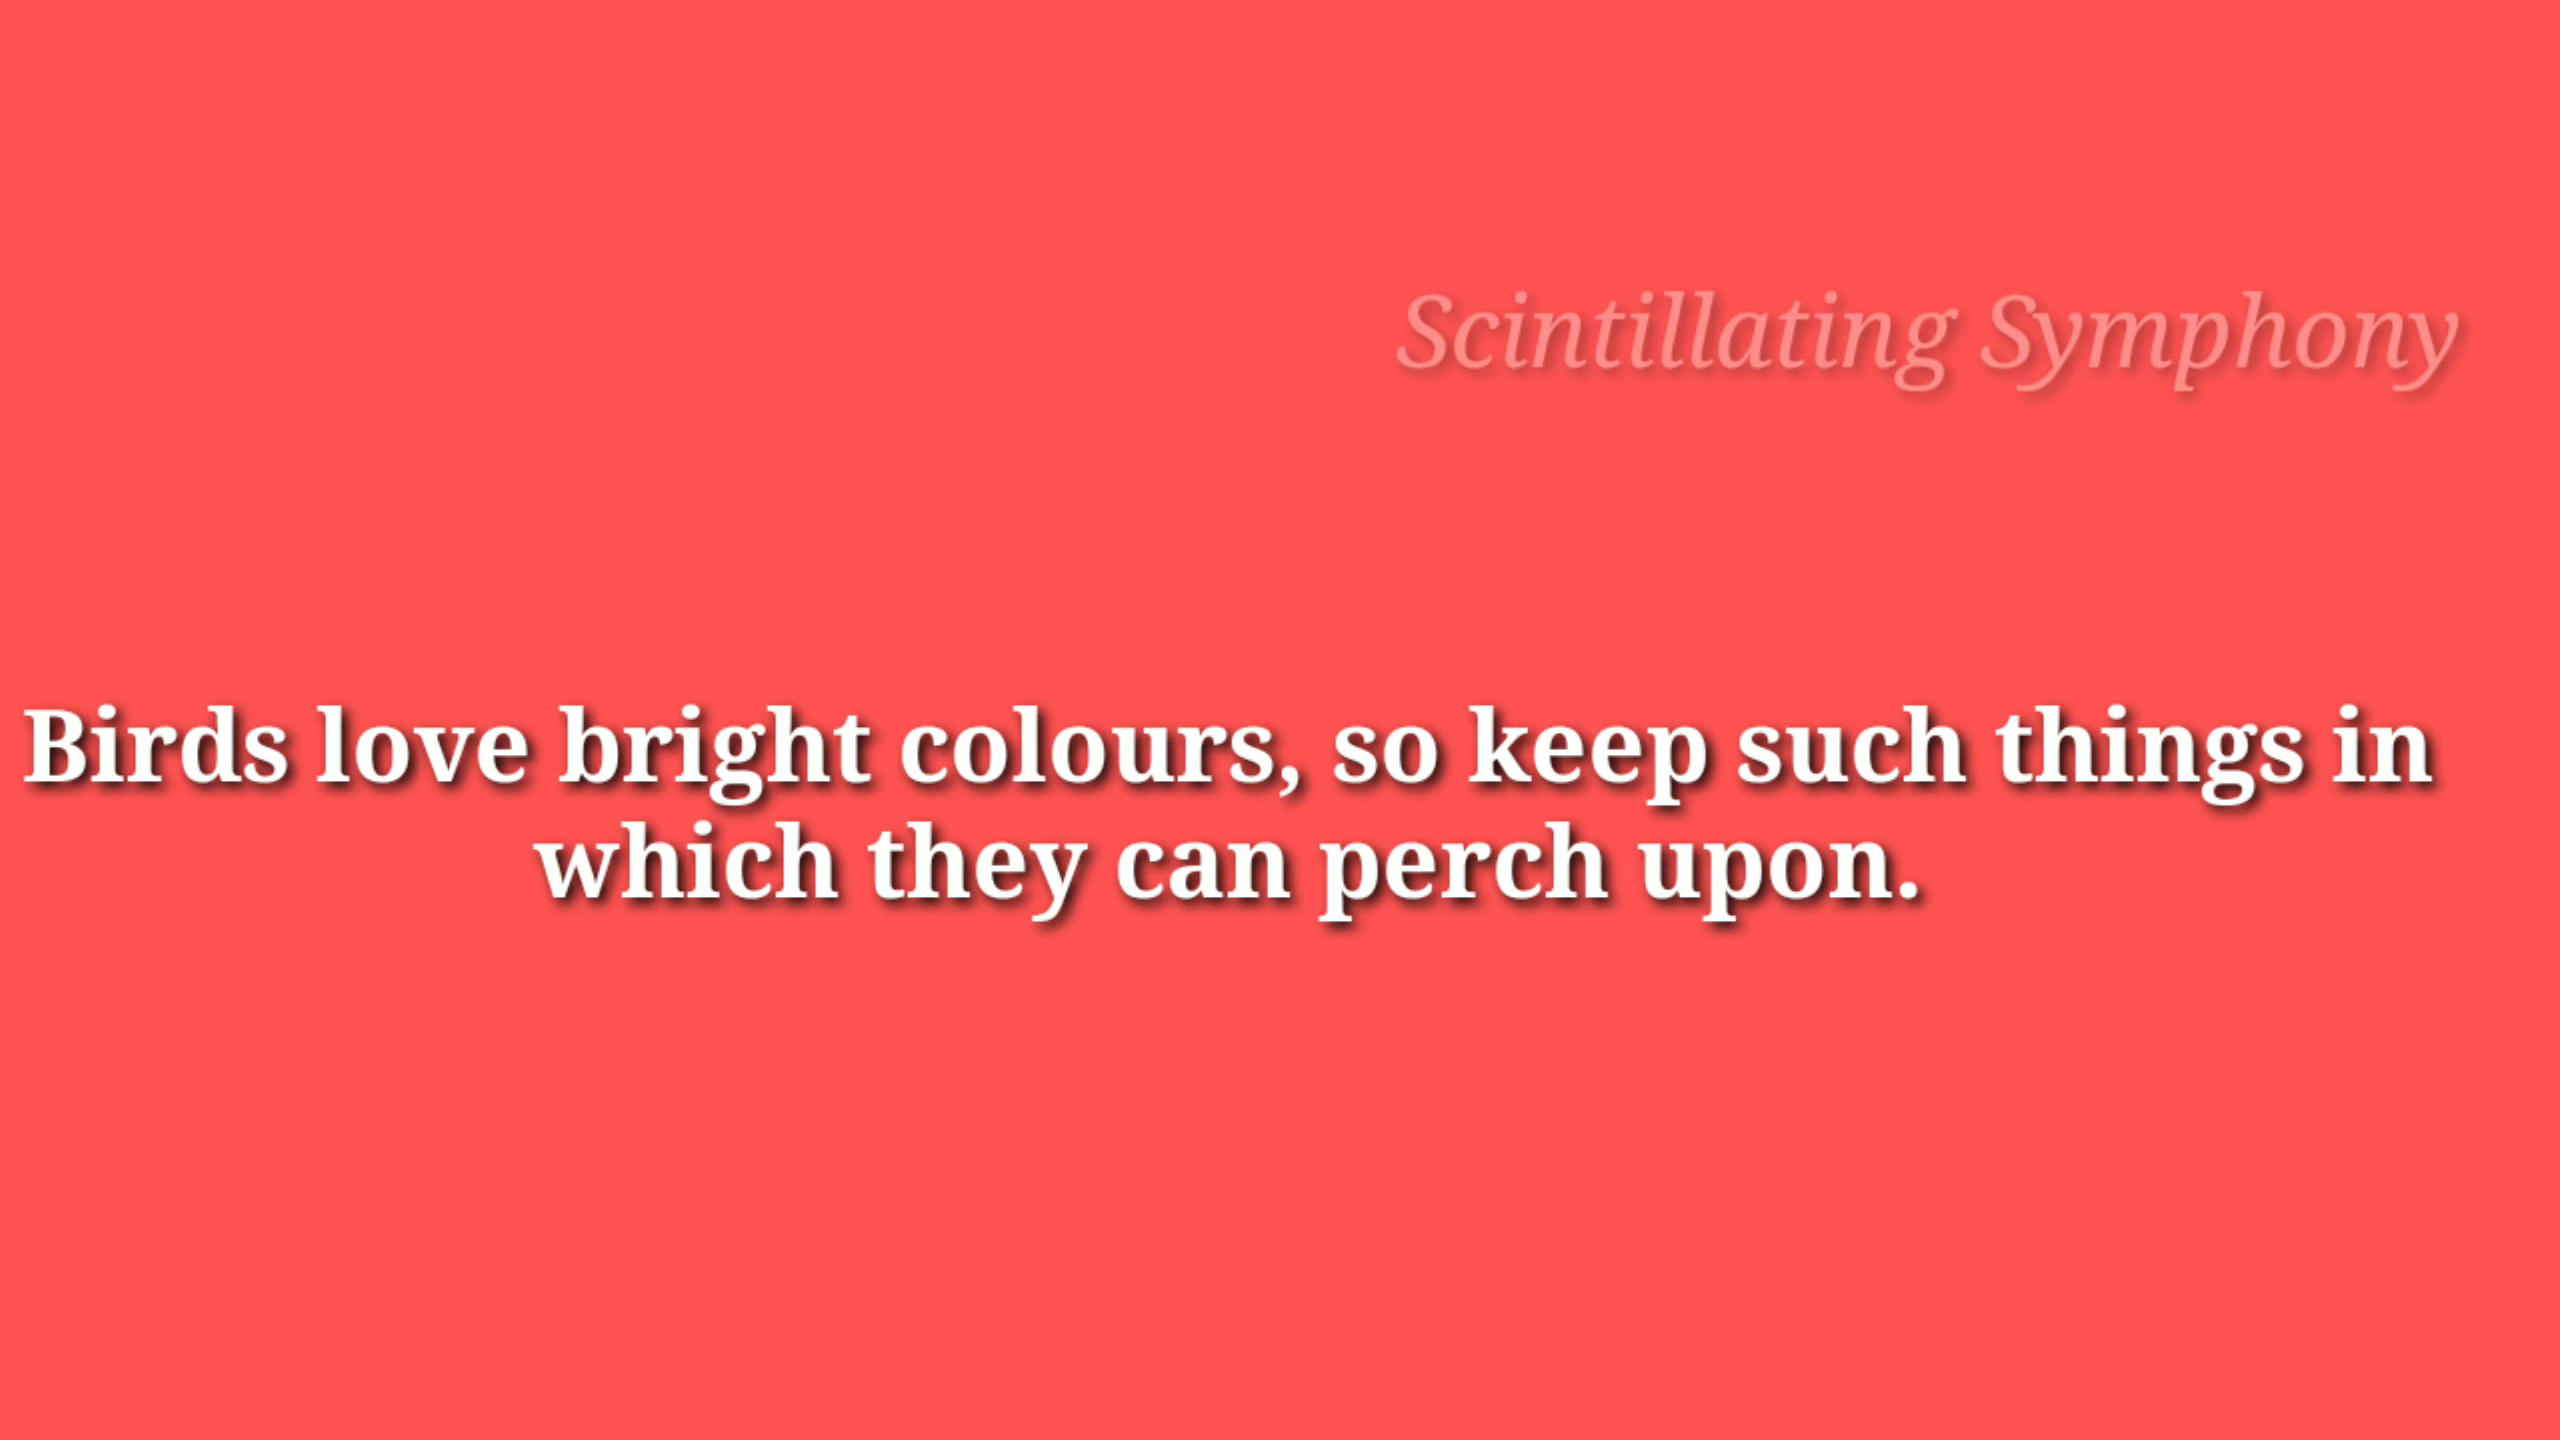 Scintillating Symphony
Birds love bright colours, so keep such things in
which they can perch upon.